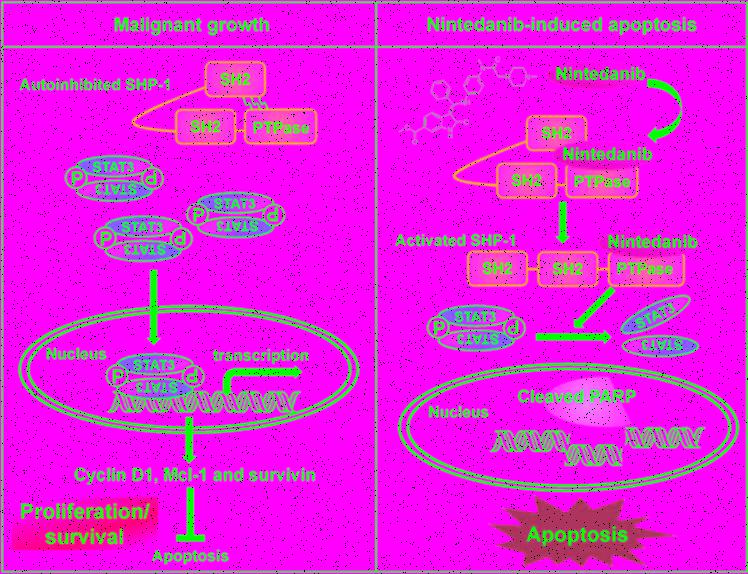 Malignant growth
Autoinhibited SHP-1
SH2
SH2
PTPase
STAT3
STAT3
P
P
STAT3
STAT3
P
P
STAT3
STAT3
P
P
Nucleus
STAT3
STAT3
P
P
transcription
Cyclin D1, Mcl-1 and survivin
Proliferation/
survival
Apoptosis
Nintedanib-induced apoptosis
Nintedanib
SH2
Nintedanib
SH2
PTPase
Activated SHP-1
Nintedanib
SH2
SH2
PTPase
STAT3
STAT3
P
P
STAT3
STAT3
Cleaved PARP
Nucleus
Apoptosis